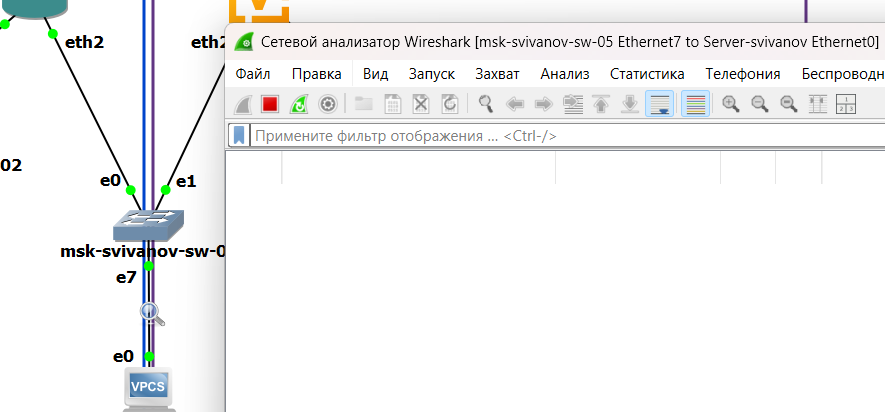 eth2
eth2
Сетевой анализатор Wireshark [msk-svivanov-sw-05 Ethernet7 to Server-svivanov Ethernet0]
Файл Правка Вид Запуск Захват Анализ Статистика Телефония Беспроводн
Примените фильтр отображения ... <Ctrl-/>
02
e0 e1
msk-svivanov-sw-0
e7
e0
VPCS